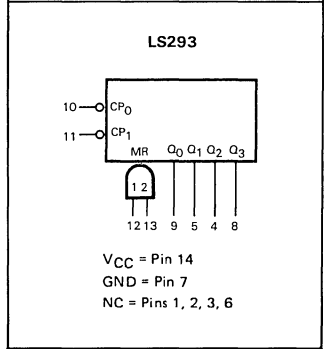 LS293
10 CP0
11 CP1
MR Q0 Q1 Q2 Q3
1 2
12 13 9 5 4 8
VCC = Pin 14
GND = Pin 7
NC = Pins 1, 2, 3, 6